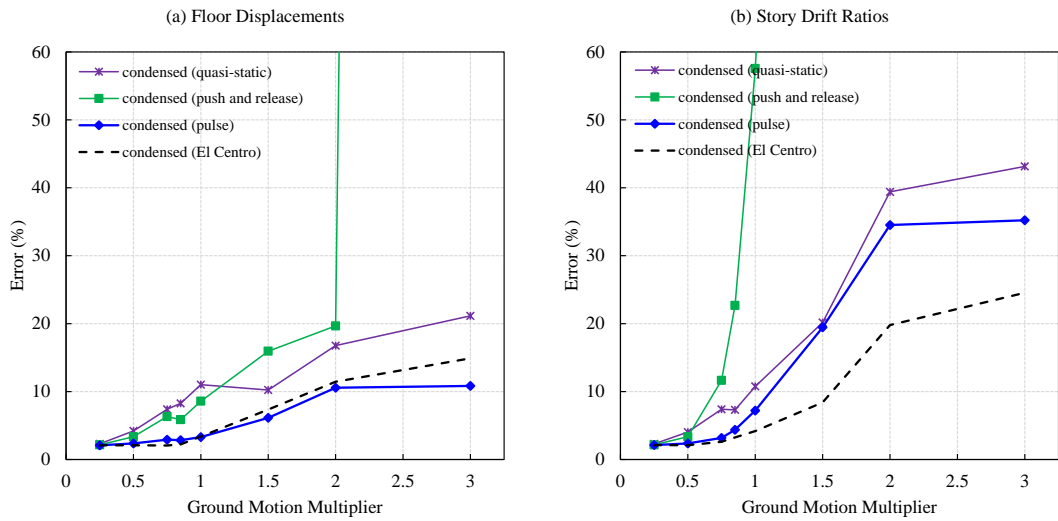 (a) Floor Displacements
60
50
40
30
20
10
0
Error (%)
condensed (quasi-static)
condensed (push and release)
condensed (pulse)
condensed (El Centro)
0 0.5 1 1.5 2 2.5 3
Ground Motion Multiplier
(b) Story Drift Ratios
60
50
40
30
20
10
0
Error (%)
condensed (quasi-static)
condensed (push and release)
condensed (pulse)
condensed (El Centro)
0 0.5 1 1.5 2 2.5 3
Ground Motion Multiplier